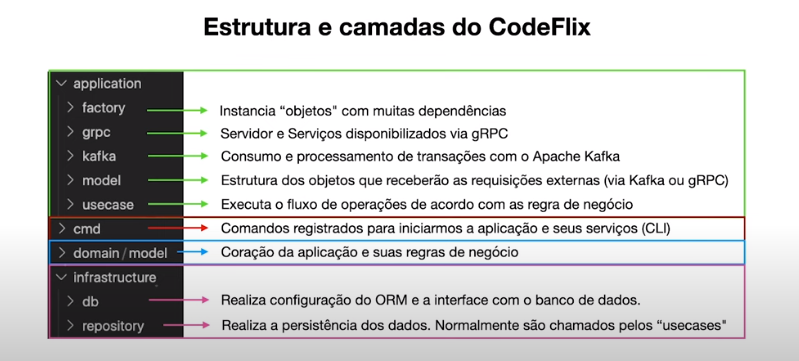 Estrutura e camadas do CodeFlix
application
factory Instancia “objetos" com muitas dependências
grpc Servidor e Serviços disponibilizados via gRPC
kafka Consumo e processamento de transações com o Apache Kafka
model Estrutura dos objetos que receberão as requisições externas (via Kafka ou gRPC)
usecase Executa o fluxo de operações de acordo com as regra de negócio
cmd Comandos registrados para iniciarmos a aplicação e seus serviços (CLI)
domain/model Coração da aplicação e suas regras de negócio
infrastructure
db Realiza configuração do ORM e a interface com o banco de dados.
repository Realiza a persistência dos dados. Normalmente são chamados pelos “usecases"